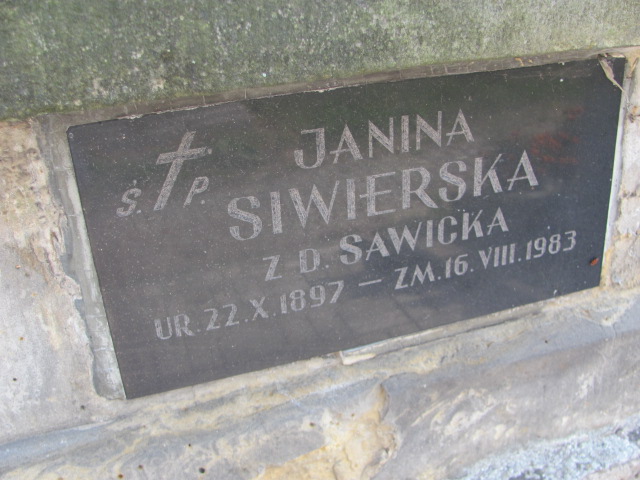 Ś. P.
JANINA
SIWIERSKA
Z D. SAWICKA
UR. 22.X.1897 — ZM. 16.VIII.1983